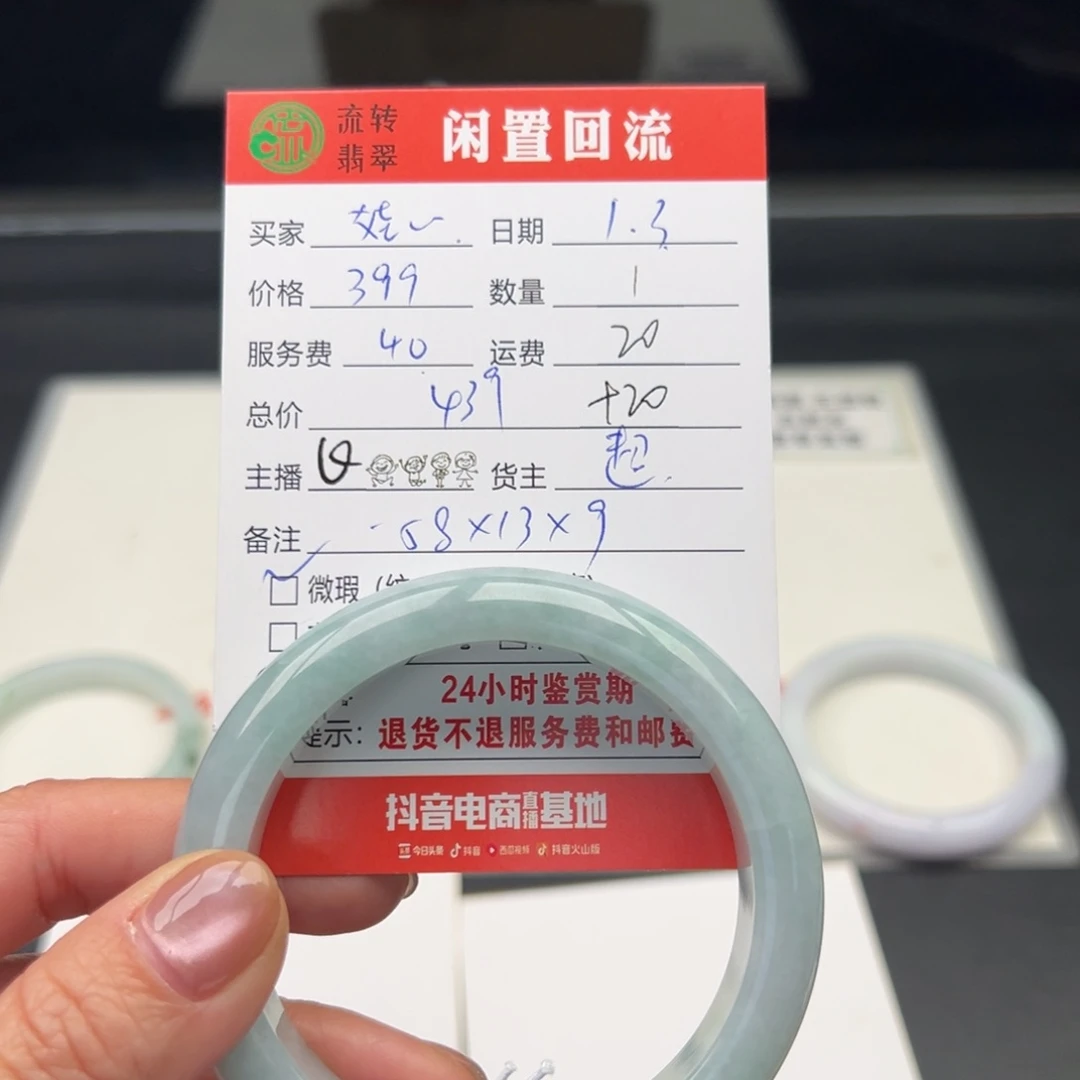 流转 闲置回流
翡翠
买家 日期 1.3
价格 399 数量 1
服务费 40 运费 20
总价 439 +20
主播 货主
备注 58×13×9
微瑕
24小时鉴赏期
提示：退货不退服务费和邮费
抖音电商直播基地
今日头条 抖音 西瓜视频 抖音火山版